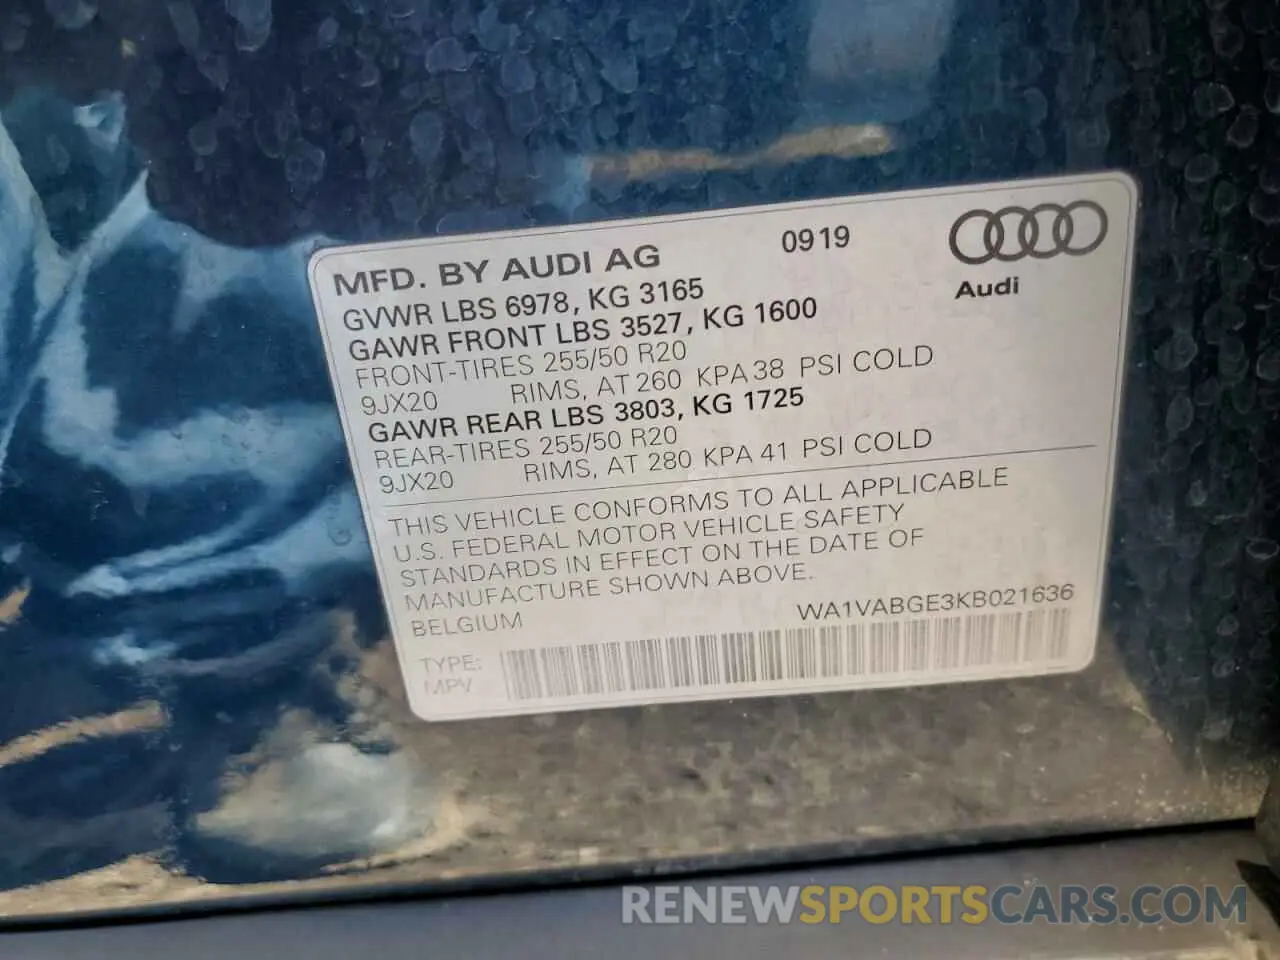 MFD. BY AUDI AG 0919
Audi
GVWR LBS 6978, KG 3165
GAWR FRONT LBS 3527, KG 1600
FRONT-TIRES 255/50 R20
9JX20 RIMS, AT 260 KPA 38 PSI COLD
GAWR REAR LBS 3803, KG 1725
REAR-TIRES 255/50 R20
9JX20 RIMS, AT 280 KPA 41 PSI COLD
THIS VEHICLE CONFORMS TO ALL APPLICABLE
U.S. FEDERAL MOTOR VEHICLE SAFETY
STANDARDS IN EFFECT ON THE DATE OF
MANUFACTURE SHOWN ABOVE.
BELGIUM WA1VABGE3KB021636
TYPE:
MPV
RENEWSPORTSCARS.COM